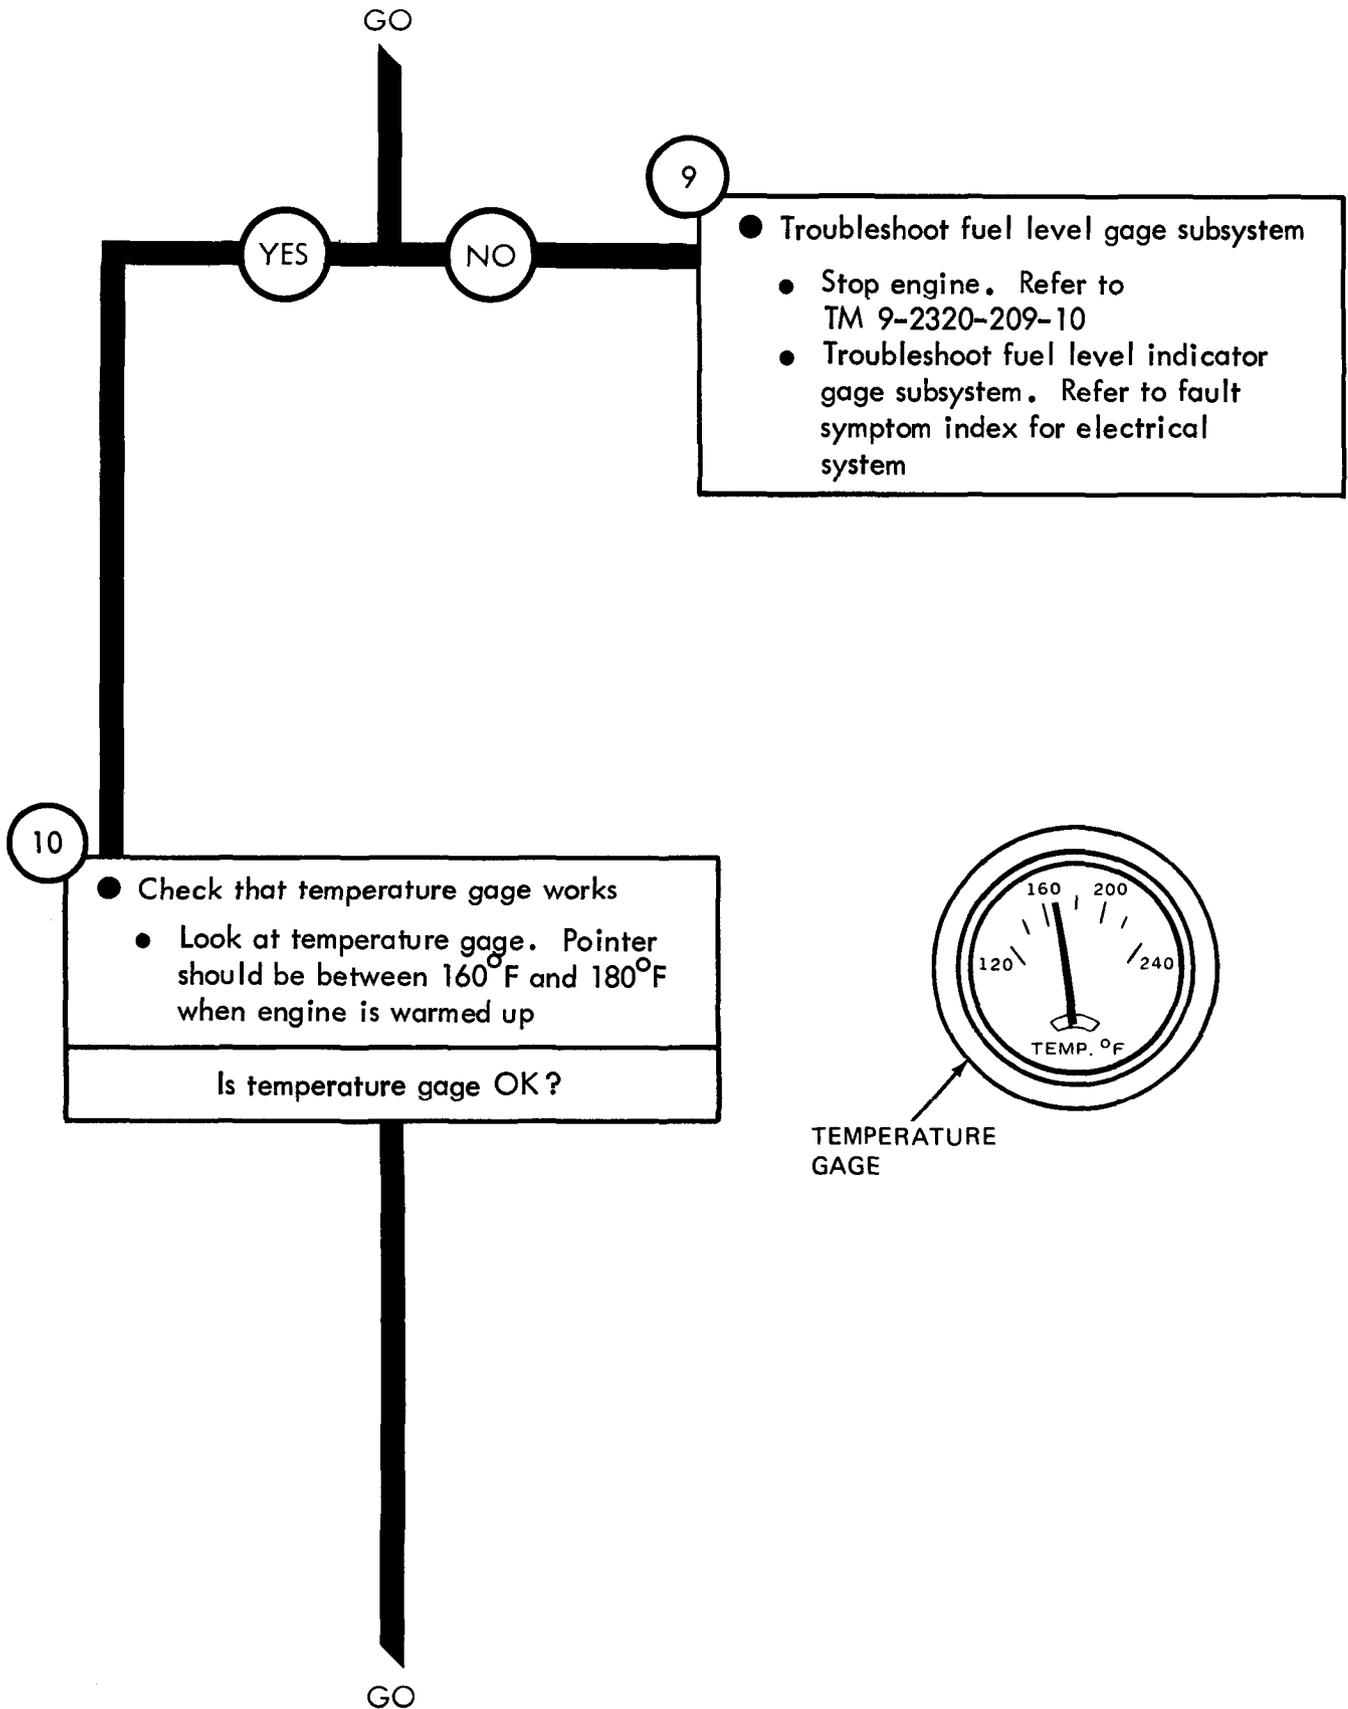 GO
YES
NO
9
● Troubleshoot fuel level gage subsystem
● Stop engine. Refer to
TM 9-2320-209-10
● Troubleshoot fuel level indicator
gage subsystem. Refer to fault
symptom index for electrical
system
10
● Check that temperature gage works
● Look at temperature gage. Pointer
should be between 160°F and 180°F
when engine is warmed up
Is temperature gage OK?
160 200
120 240
TEMP. °F
TEMPERATURE
GAGE
GO